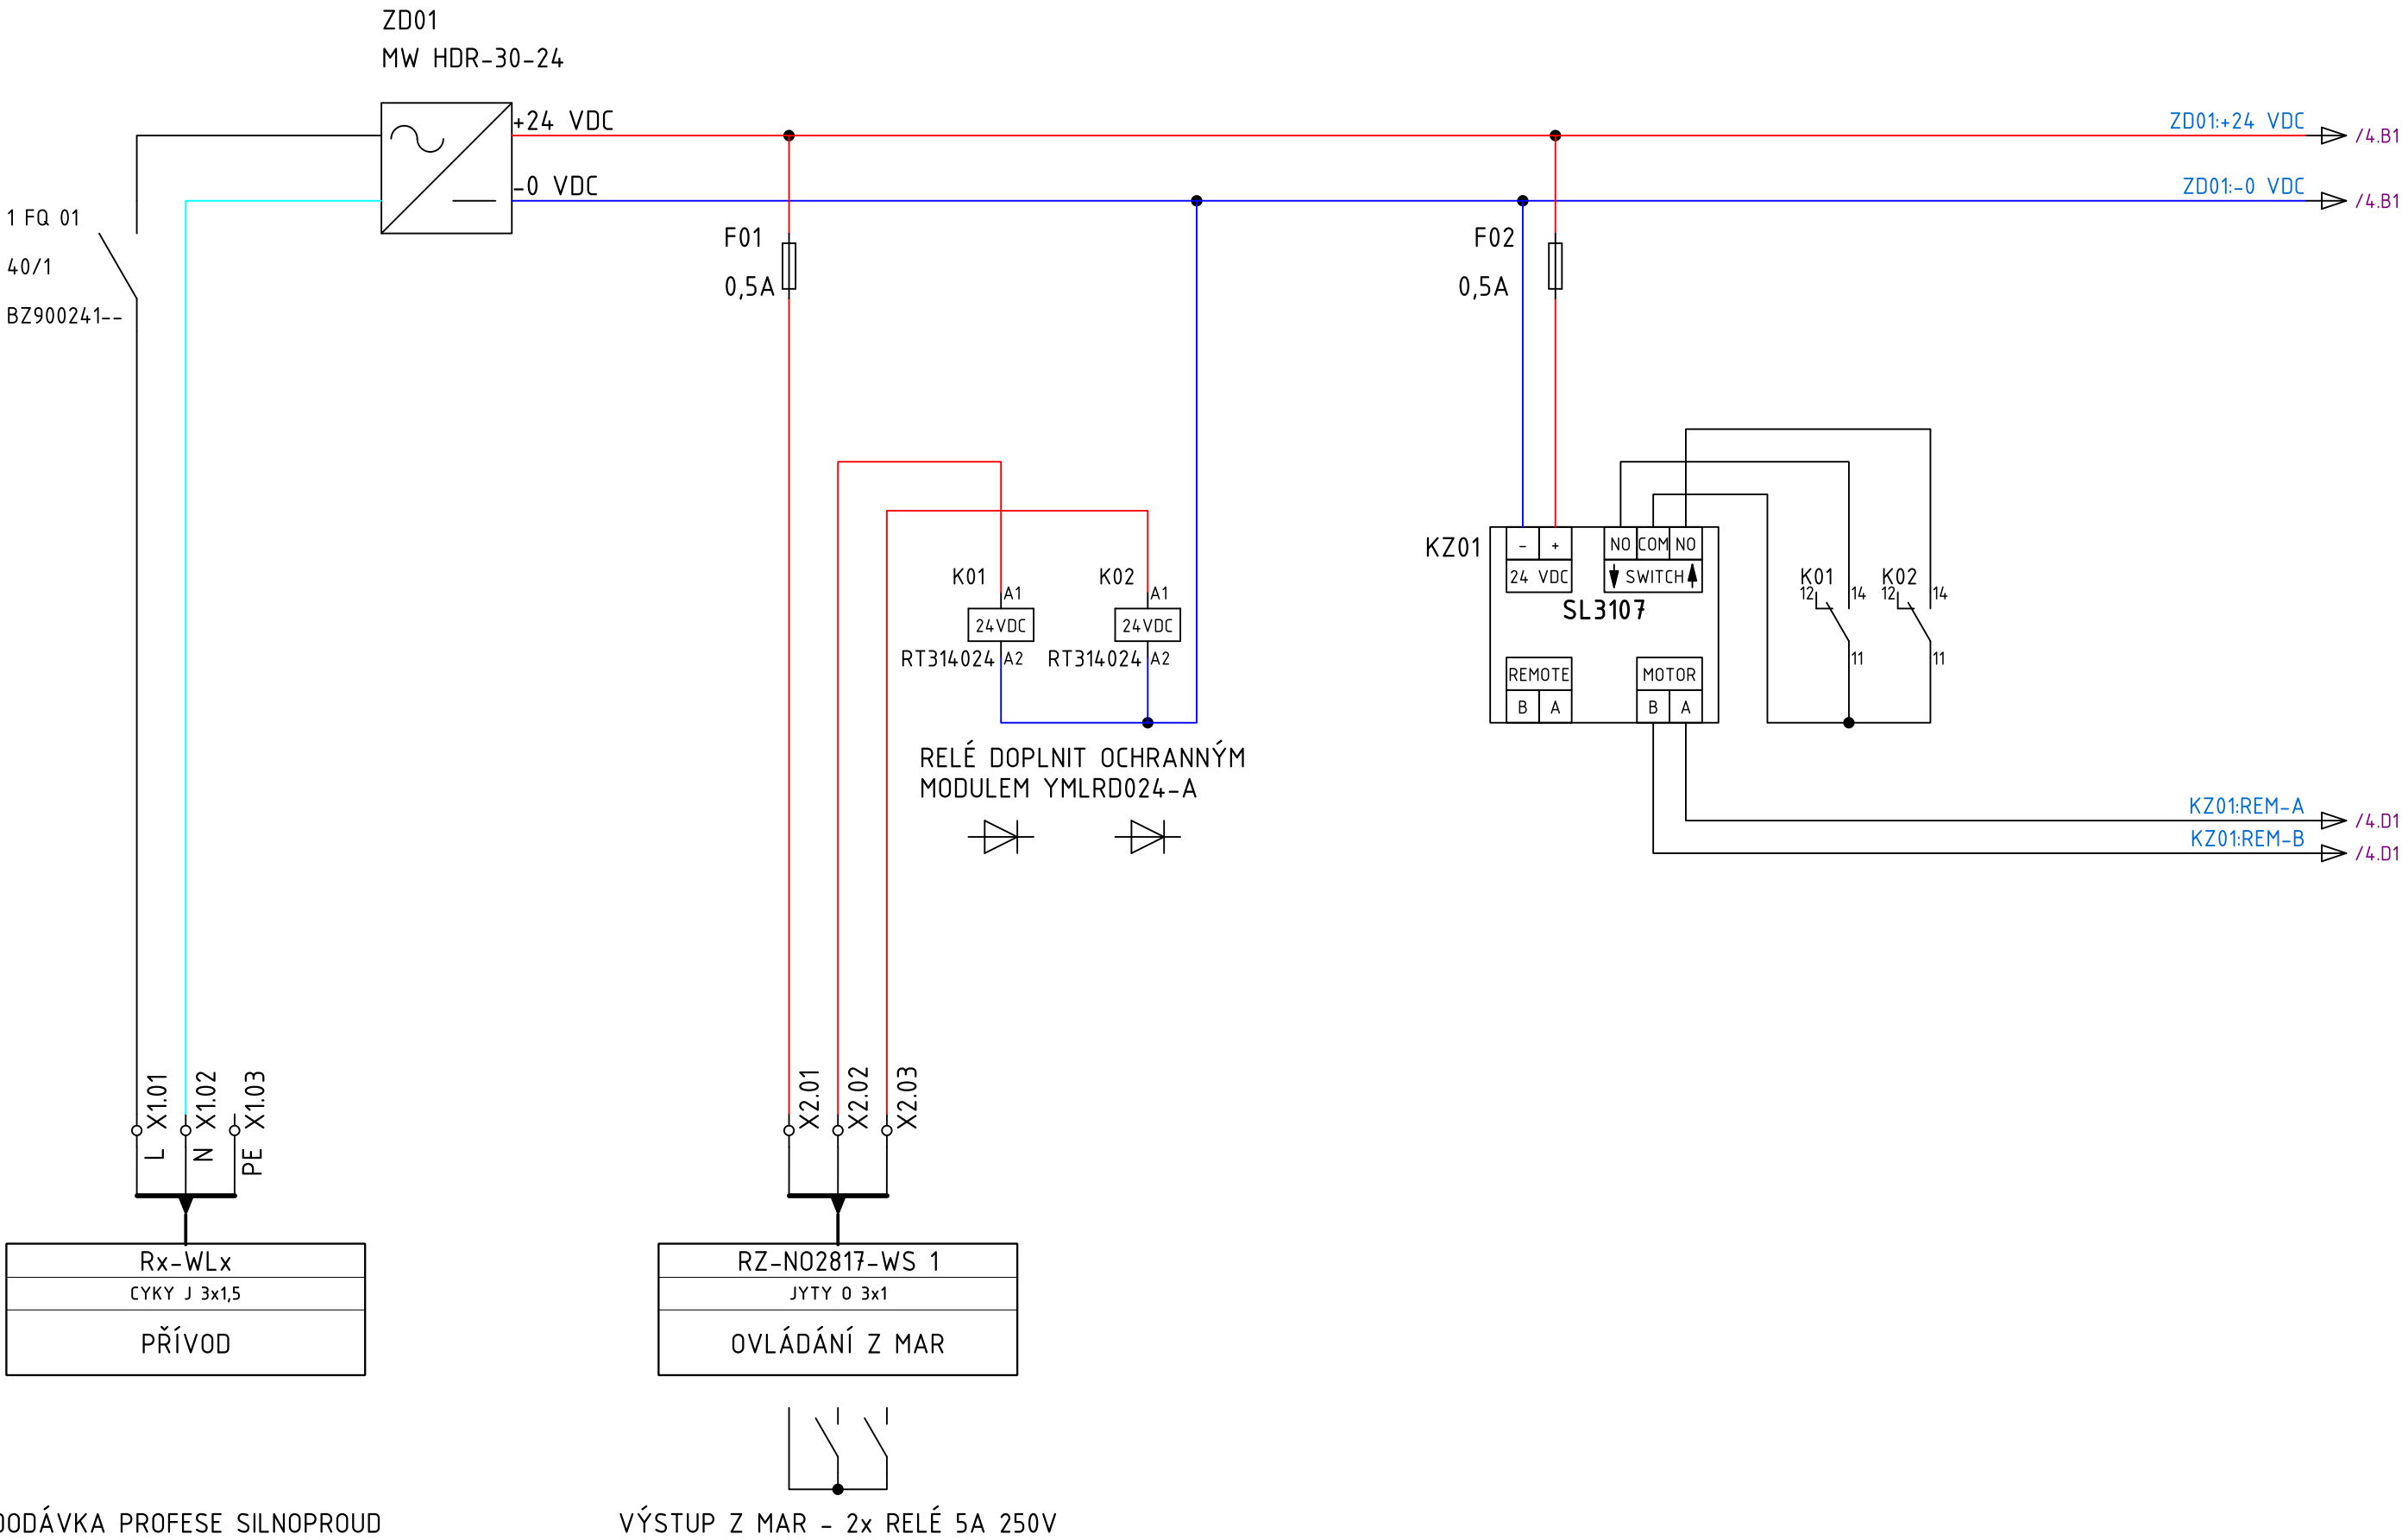 ZD01
MW HDR-30-24
+24 VDC
-0 VDC
ZD01:+24 VDC
/4.B1
ZD01:-0 VDC
/4.B1
1 FQ 01
40/1
BZ900241--
F01
0,5A
F02
0,5A
K01
A1
24VDC
RT314024
A2
K02
A1
24VDC
RT314024
A2
RELÉ DOPLNIT OCHRANNÝM
MODULEM YMLRD024-A
KZ01
- +
24 VDC
NO COM NO
SWITCH
SL3107
REMOTE
B A
MOTOR
B A
K01
12
14
11
K02
12
14
11
KZ01:REM-A
/4.D1
KZ01:REM-B
/4.D1
X1.01
X1.02
X1.03
L
N
PE
X2.01
X2.02
X2.03
Rx-WLx
CYKY J 3x1,5
PŘÍVOD
RZ-NO2817-WS 1
JYTY O 3x1
OVLÁDÁNÍ Z MAR
DODÁVKA PROFESE SILNOPROUD
VÝSTUP Z MAR - 2x RELÉ 5A 250V